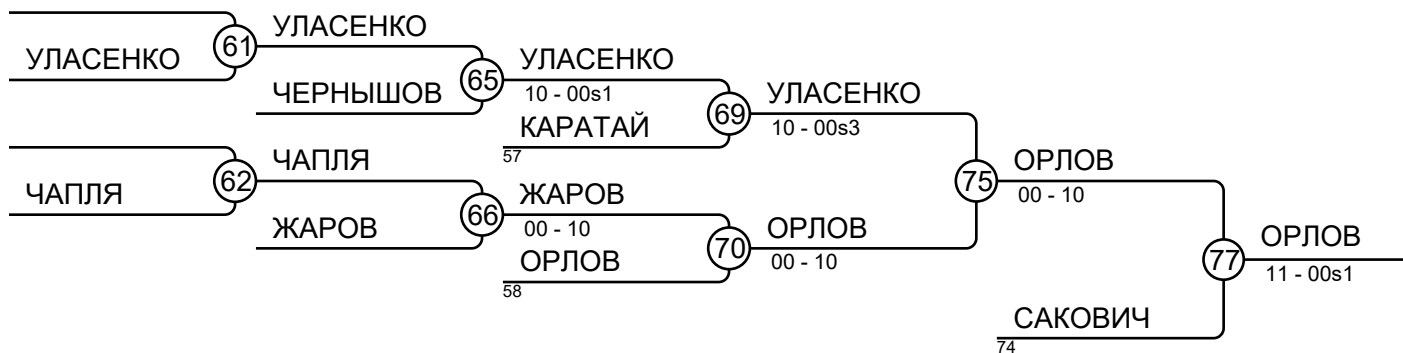 УЛАСЕНКО
61
УЛАСЕНКО
ЧЕРНЫШОВ
65
УЛАСЕНКО
10 - 00s1
КАРАТАЙ
57
69
УЛАСЕНКО
10 - 00s3
ЧАПЛЯ
62
ЧАПЛЯ
ЖАРОВ
66
ЖАРОВ
00 - 10
ОРЛОВ
58
70
ОРЛОВ
00 - 10
75
ОРЛОВ
00 - 10
САКОВИЧ
74
77
ОРЛОВ
11 - 00s1